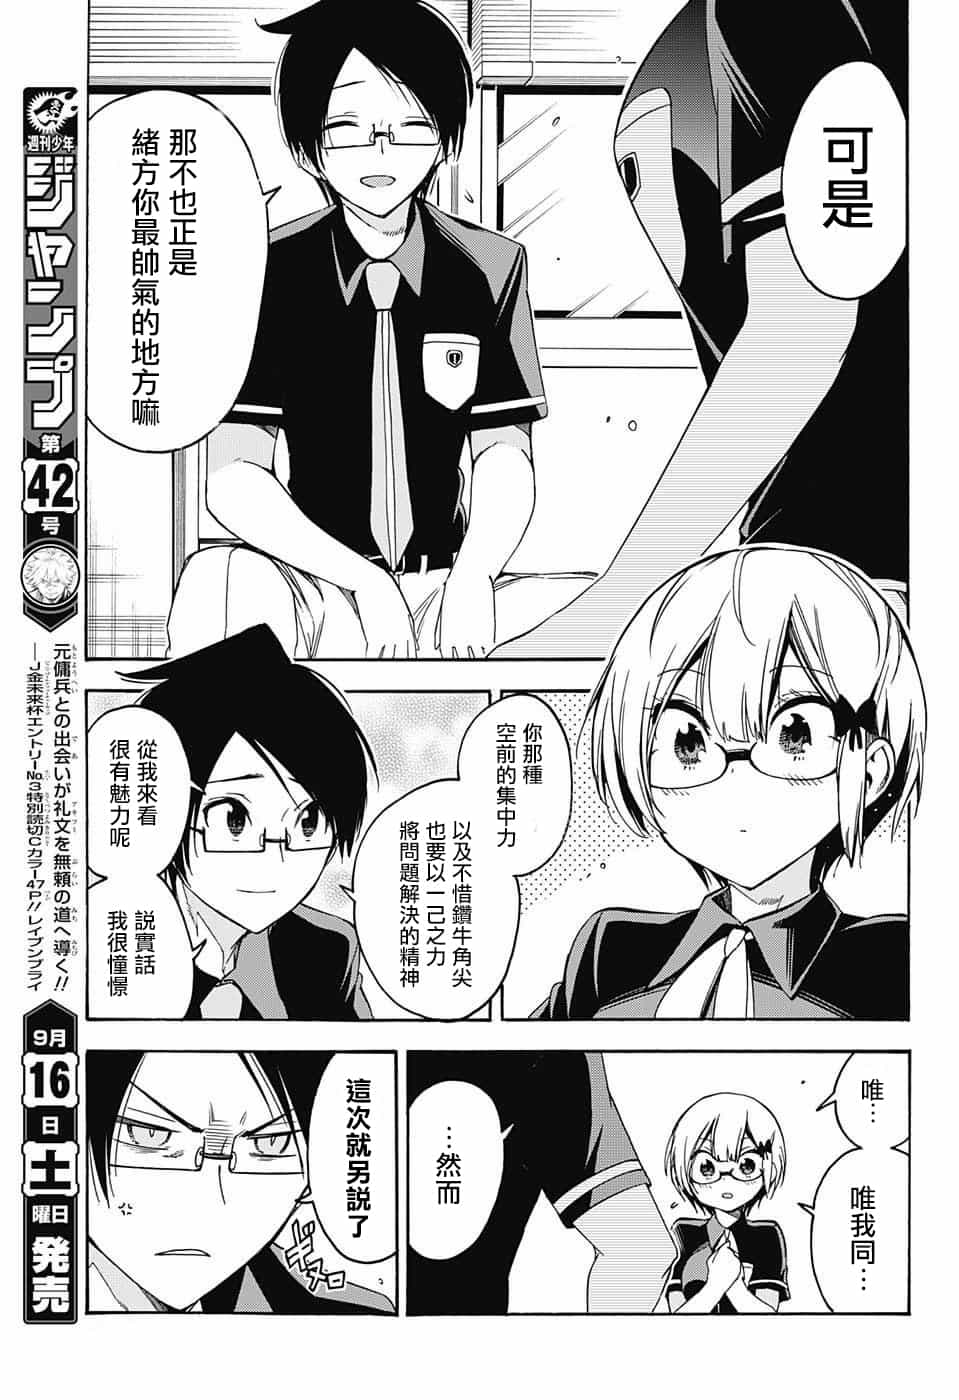 可是
那不也正是
緒方你最帥氣的地方嘛
你那種
空前的集中力
以及不惜鑽牛角尖
也要以一己之力
將問題解決的精神
從我來看
很有魅力呢
説實話
我很憧憬
唯…
唯我同…
…然而
這次就另説了
ギヌロ
週刊少年
ジャンプ
第
42
号
元傭兵との出会いが礼文を無頼の道へ導く!!
—J金未来杯エントリーNo.3特別読切Cカラー47P!! レイブンブライ
9月
16
日
土
曜日
発売